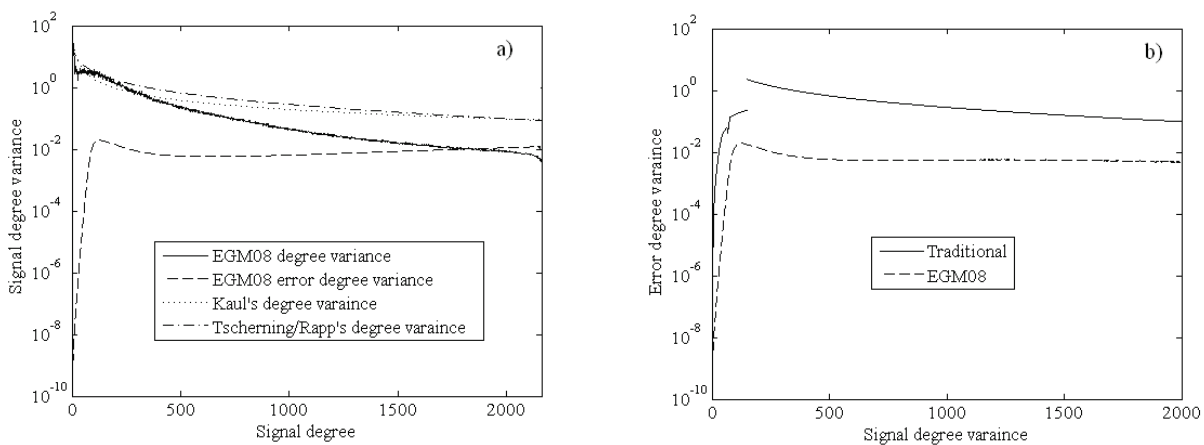 a)
Signal degree variance
10^2
10^0
10^-2
10^-4
10^-6
10^-8
10^-10
EGM08 degree variance
EGM08 error degree variance
Kaul's degree varaince
Tscherning/Rapp's degree varaince
0 500 1000 1500 2000
Signal degree
b)
Error degree varaince
10^2
10^0
10^-2
10^-4
10^-6
10^-8
10^-10
Traditional
EGM08
0 500 1000 1500 2000
Signal degree varaince